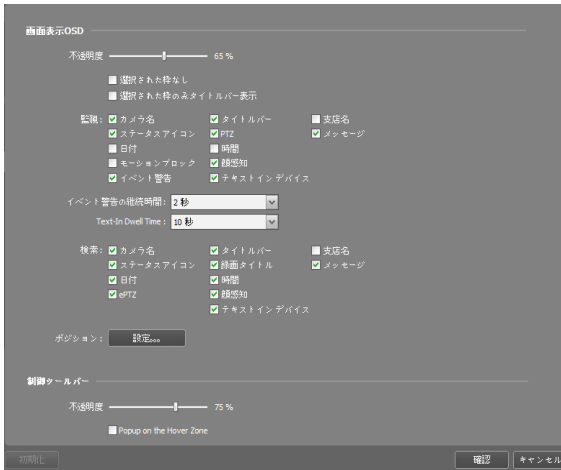 画面表示OSD
不透明度 65 %
選択された枠なし
選択された枠のみタイトルバー表示
監視: カメラ名 タイトルバー 支店名
ステータスアイコン PTZ メッセージ
日付 時間
モーションブロック 顔感知
イベント警告 テキストインデバイス
イベント警告の継続時間: 2 秒
Text-In Dwell Time : 10 秒
検索: カメラ名 タイトルバー 支店名
ステータスアイコン 録画タイトル メッセージ
日付 時間
ePTZ 顔感知
テキストインデバイス
ポジション: 設定...
制御ツールバー
不透明度 75 %
Popup on the Hover Zone
初期化 確認 キャンセル